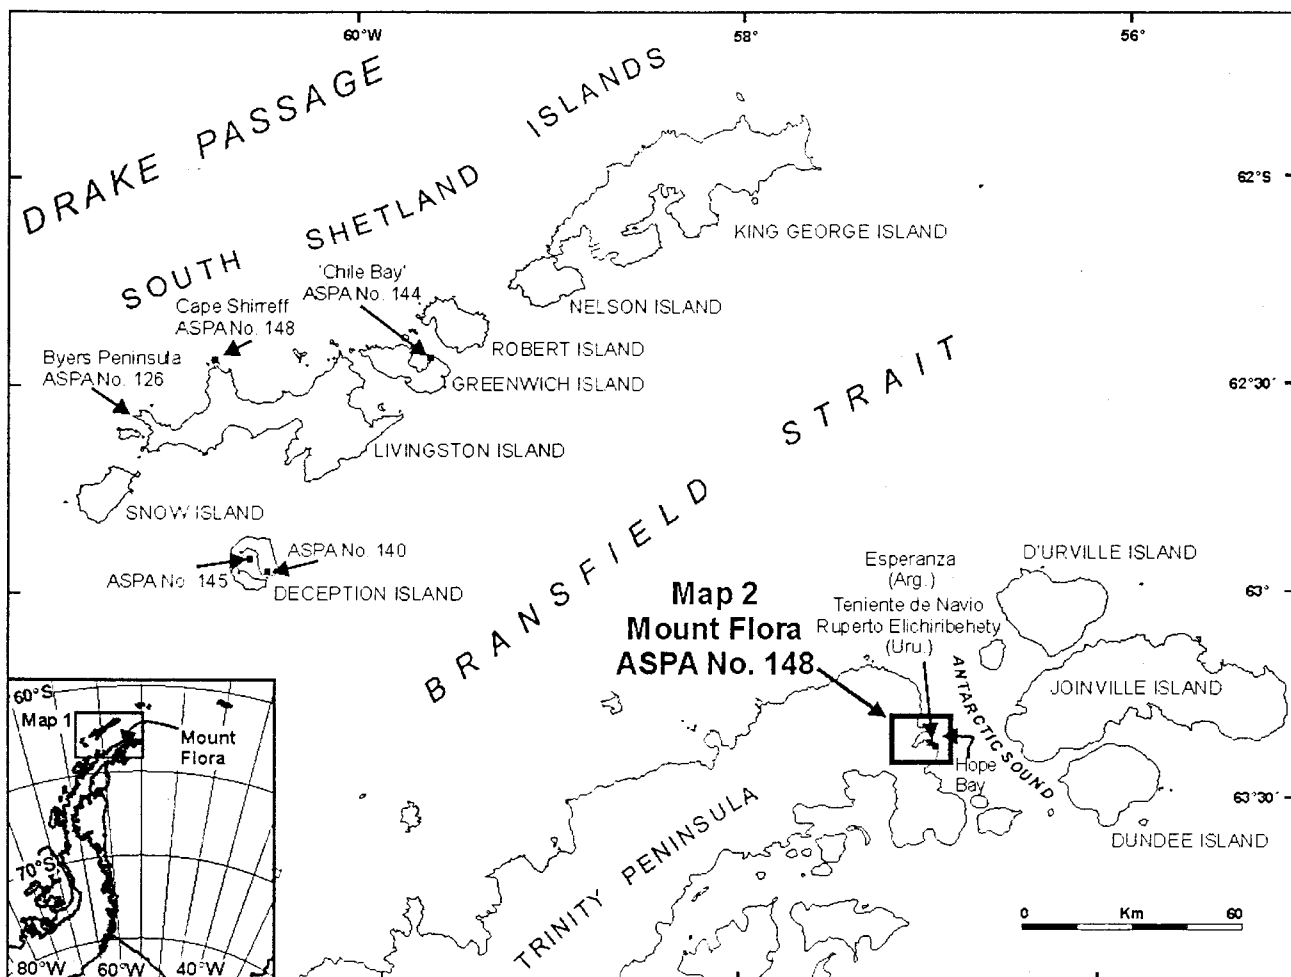 60°W
58°
56°
DRAKE PASSAGE
SOUTH SHETLAND ISLANDS
62°S
KING GEORGE ISLAND
'Chile Bay'
ASPA No. 144
NELSON ISLAND
Cape Shirreff
ASPA No. 148
ROBERT ISLAND
Byers Peninsula
ASPA No. 126
GREENWICH ISLAND
62°30´
LIVINGSTON ISLAND
BRANSFIELD STRAIT
SNOW ISLAND
ASPA No. 140
ASPA No 145
DECEPTION ISLAND
Esperanza
(Arg.)
Teniente de Navio
Ruperto Elichiribehety
(Uru.)
D'URVILLE ISLAND
63°
Map 2
Mount Flora
ASPA No. 148
ANTARCTIC SOUND
JOINVILLE ISLAND
Hope
Bay
63°30´
DUNDEE ISLAND
TRINITY PENINSULA
0 Km 60
60°S
Map 1
Mount
Flora
70°S
80°W
60°W
40°W